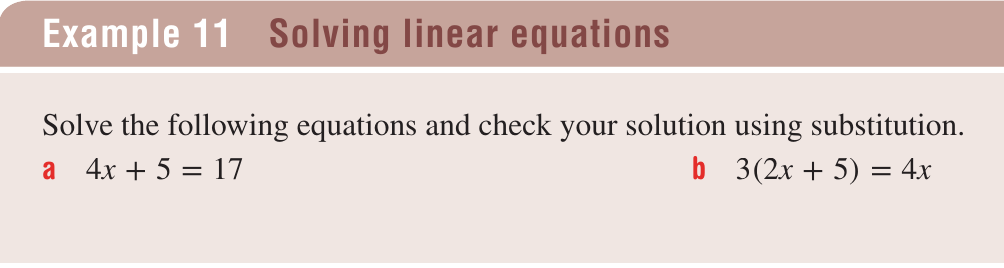 Example 11 Solving linear equations
Solve the following equations and check your solution using substitution.
a 4x + 5 = 17 b 3(2x + 5) = 4x